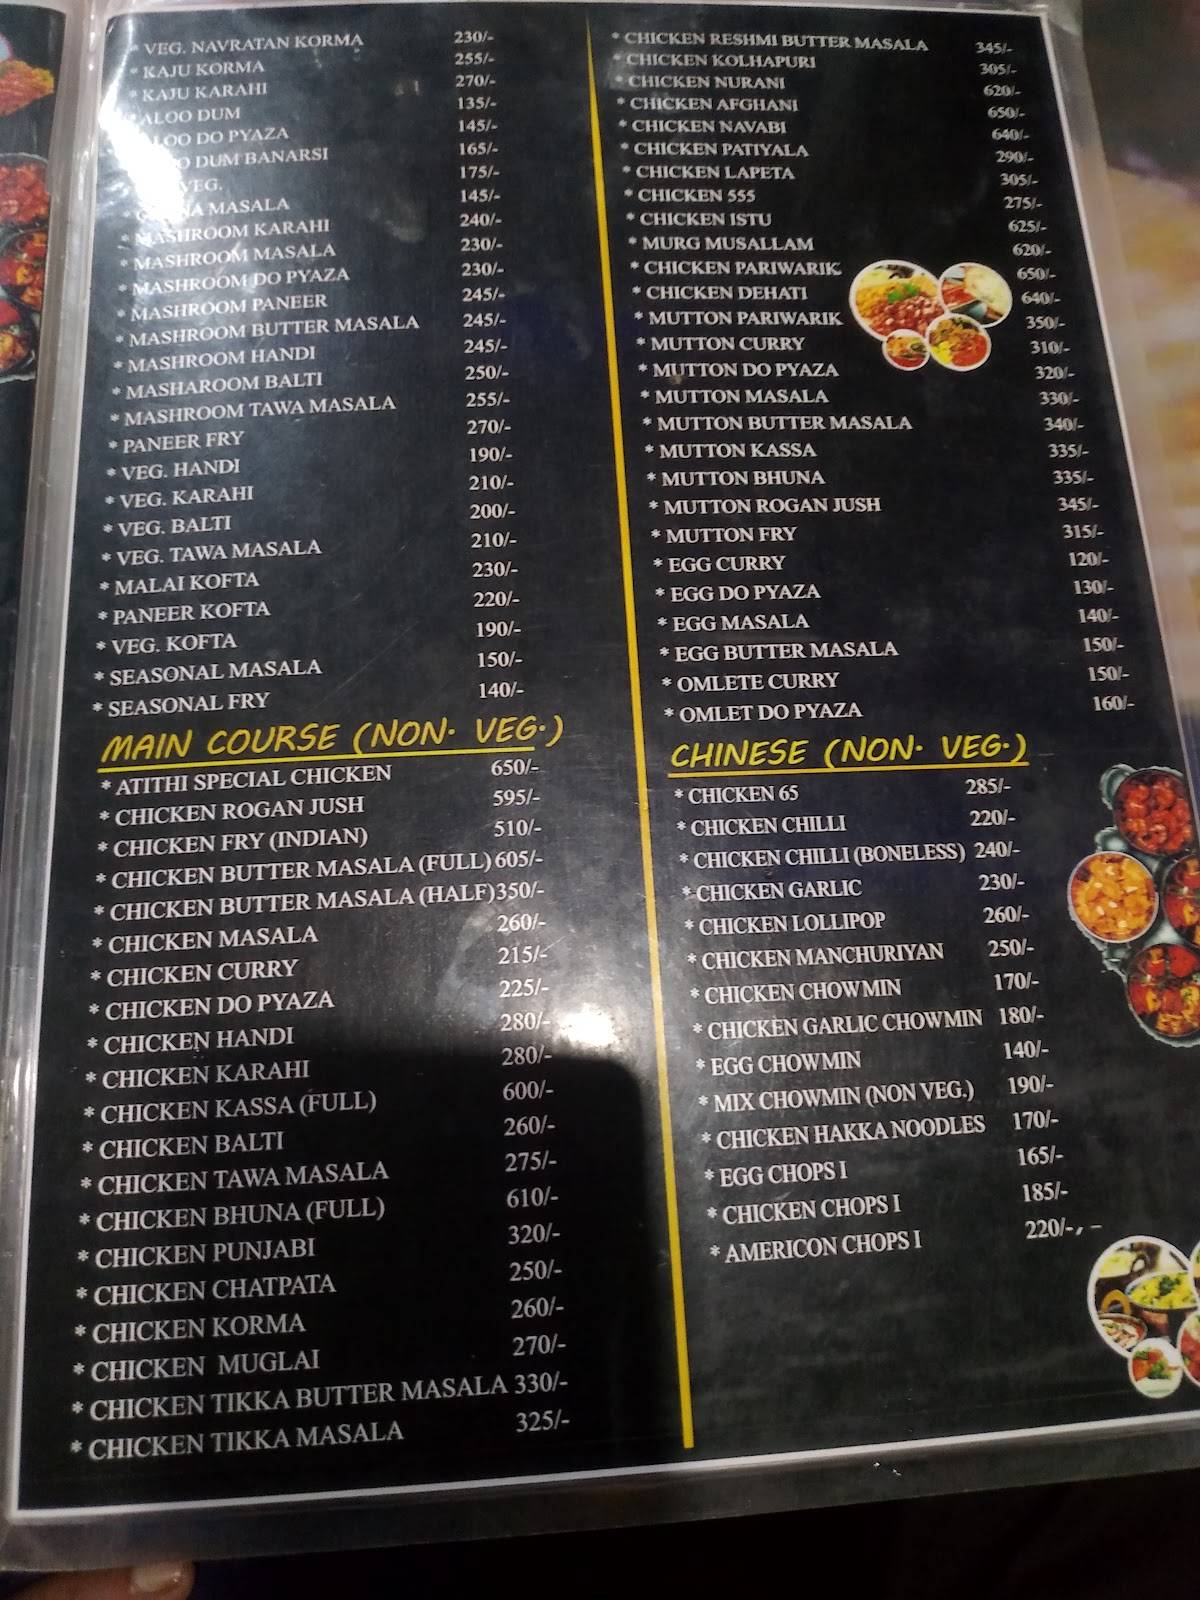 * VEG. NAVRATAN KORMA 230/-
* KAJU KORMA 255/-
* KAJU KARAHI 270/-
ALOO DUM 135/-
DO PYAZA 145/-
DUM BANARSI 165/-
VEG. 175/-
MASALA 145/-
* MASHROOM KARAHI 240/-
* MASHROOM MASALA 230/-
* MASHROOM DO PYAZA 230/-
* MASHROOM PANEER 245/-
* MASHROOM BUTTER MASALA 245/-
* MASHROOM HANDI 245/-
* MASHAROOM BALTI 250/-
* MASHROOM TAWA MASALA 255/-
* PANEER FRY 270/-
* VEG. HANDI 190/-
* VEG. KARAHI 210/-
* VEG. BALTI 200/-
* VEG. TAWA MASALA 210/-
* MALAI KOFTA 230/-
* PANEER KOFTA 220/-
* VEG. KOFTA 190/-
* SEASONAL MASALA 150/-
* SEASONAL FRY 140/-
MAIN COURSE (NON. VEG.)
* ATITHI SPECIAL CHICKEN 650/-
* CHICKEN ROGAN JUSH 595/-
* CHICKEN FRY (INDIAN) 510/-
* CHICKEN BUTTER MASALA (FULL) 605/-
* CHICKEN BUTTER MASALA (HALF) 350/-
* CHICKEN MASALA 260/-
* CHICKEN CURRY 215/-
* CHICKEN DO PYAZA 225/-
* CHICKEN HANDI 280/-
* CHICKEN KARAHI 280/-
* CHICKEN KASSA (FULL) 600/-
* CHICKEN BALTI 260/-
* CHICKEN TAWA MASALA 275/-
* CHICKEN BHUNA (FULL) 610/-
* CHICKEN PUNJABI 320/-
* CHICKEN CHATPATA 250/-
* CHICKEN KORMA 260/-
* CHICKEN MUGLAI 270/-
* CHICKEN TIKKA BUTTER MASALA 330/-
* CHICKEN TIKKA MASALA 325/-
* CHICKEN RESHMI BUTTER MASALA 345/-
* CHICKEN KOLHAPURI 305/-
* CHICKEN NURANI 620/-
* CHICKEN AFGHANI 650/-
* CHICKEN NAVABI 640/-
* CHICKEN PATIYALA 290/-
* CHICKEN LAPETA 305/-
* CHICKEN 555 275/-
* CHICKEN ISTU 625/-
* MURG MUSALLAM 620/-
* CHICKEN PARIWARIK 650/-
* CHICKEN DEHATI 640/-
* MUTTON PARIWARIK 350/-
* MUTTON CURRY 310/-
* MUTTON DO PYAZA 320/-
* MUTTON MASALA 330/-
* MUTTON BUTTER MASALA 340/-
* MUTTON KASSA 335/-
* MUTTON BHUNA 335/-
* MUTTON ROGAN JUSH 345/-
* MUTTON FRY 315/-
* EGG CURRY 120/-
* EGG DO PYAZA 130/-
* EGG MASALA 140/-
* EGG BUTTER MASALA 150/-
* OMLETE CURRY 150/-
* OMLET DO PYAZA 160/-
CHINESE (NON. VEG.)
* CHICKEN 65 285/-
* CHICKEN CHILLI 220/-
* CHICKEN CHILLI (BONELESS) 240/-
* CHICKEN GARLIC 230/-
* CHICKEN LOLLIPOP 260/-
* CHICKEN MANCHURIYAN 250/-
* CHICKEN CHOWMIN 170/-
* CHICKEN GARLIC CHOWMIN 180/-
* EGG CHOWMIN 140/-
* MIX CHOWMIN (NON VEG.) 190/-
* CHICKEN HAKKA NOODLES 170/-
* EGG CHOPS I 165/-
* CHICKEN CHOPS I 185/-
* AMERICON CHOPS I 220/-, -